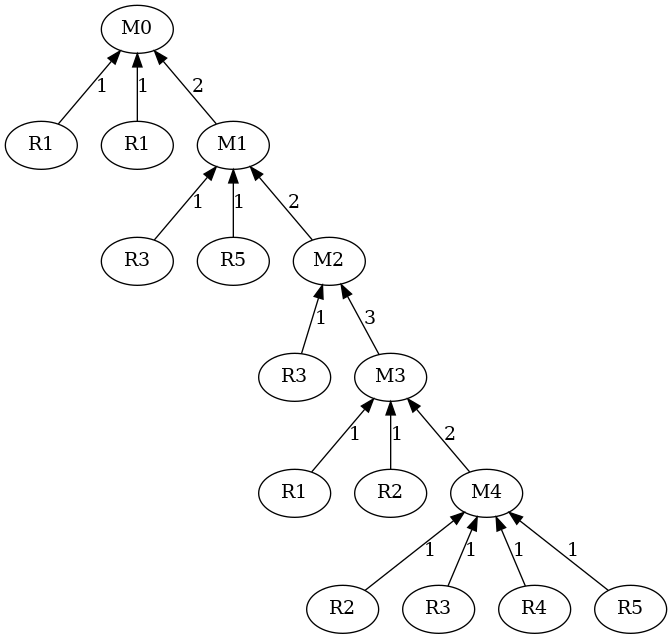 M0
1 1 2
R1 R1 M1
1 1 2
R3 R5 M2
1 3
R3 M3
1 1 2
R1 R2 M4
1 1 1 1
R2 R3 R4 R5